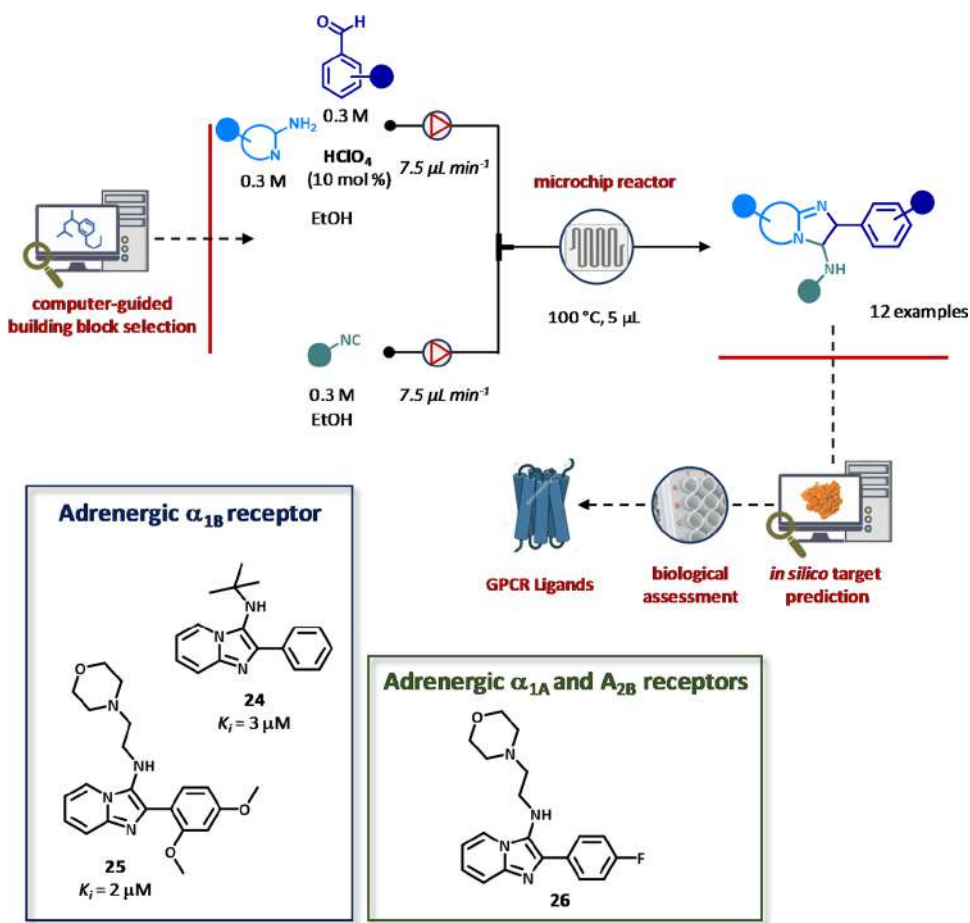 O
H
NH₂
N
0.3 M
0.3 M
HClO₄
(10 mol %)
EtOH
7.5 µL min⁻¹
microchip reactor
100 °C, 5 µL
computer-guided
building block selection
NC
0.3 M
EtOH
7.5 µL min⁻¹
N
N
NH
12 examples
GPCR Ligands
biological
assessment
in silico target
prediction
Adrenergic α₁B receptor
NH
N
N
24
Kᵢ = 3 µM
O
N
NH
N
N
O
O
25
Kᵢ = 2 µM
Adrenergic α₁A and A₂B receptors
O
N
NH
N
N
F
26